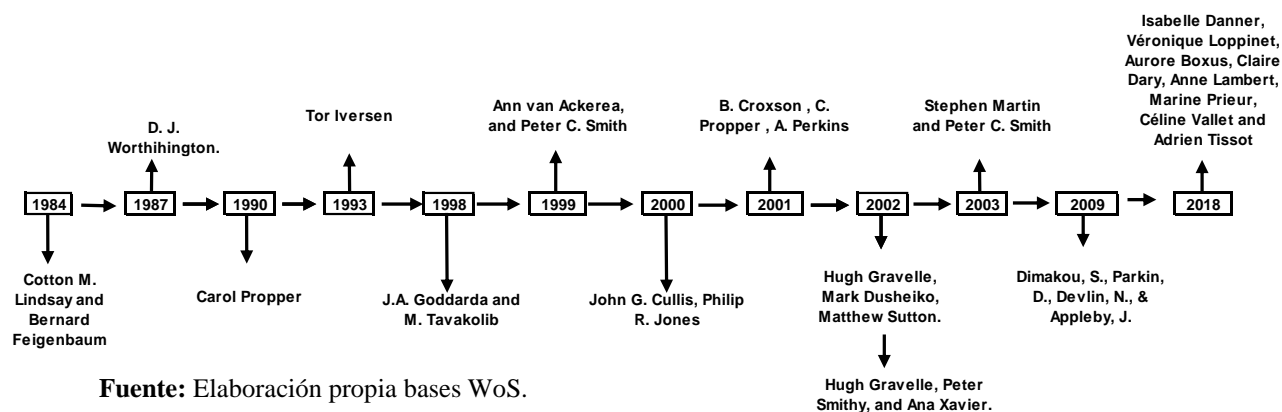 Isabelle Danner,
Véronique Loppinet,
Aurore Boxus, Claire
Dary, Anne Lambert,
Marine Prieur,
Céline Vallet and
Adrien Tissot
D. J.
Worthihington.
Tor Iversen
Ann van Ackerea,
and Peter C. Smith
B. Croxson , C.
Propper , A. Perkins
Stephen Martin
and Peter C. Smith
1984
1987
1990
1993
1998
1999
2000
2001
2002
2003
2009
2018
Cotton M.
Lindsay and
Bernard
Feigenbaum
Carol Propper
J.A. Goddarda and
M. Tavakolib
John G. Cullis, Philip
R. Jones
Hugh Gravelle,
Mark Dusheiko,
Matthew Sutton.
Dimakou, S., Parkin,
D., Devlin, N., &
Appleby, J.
Hugh Gravelle, Peter
Smithy, and Ana Xavier.
Fuente: Elaboración propia bases WoS.